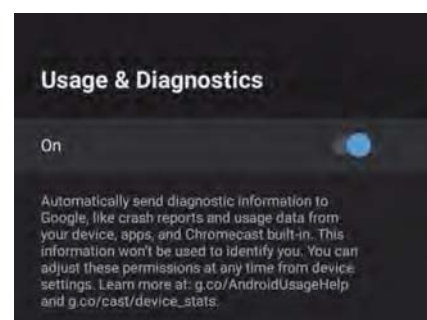 Usage & Diagnostics
On
Automatically send diagnostic information to
Google, like crash reports and usage data from
your device, apps, and Chromecast built-in. This
information won't be used to identify you. You can
adjust these permissions at any time from device
settings. Learn more at: g.co/AndroidUsageHelp
and g.co/cast/device_stats.